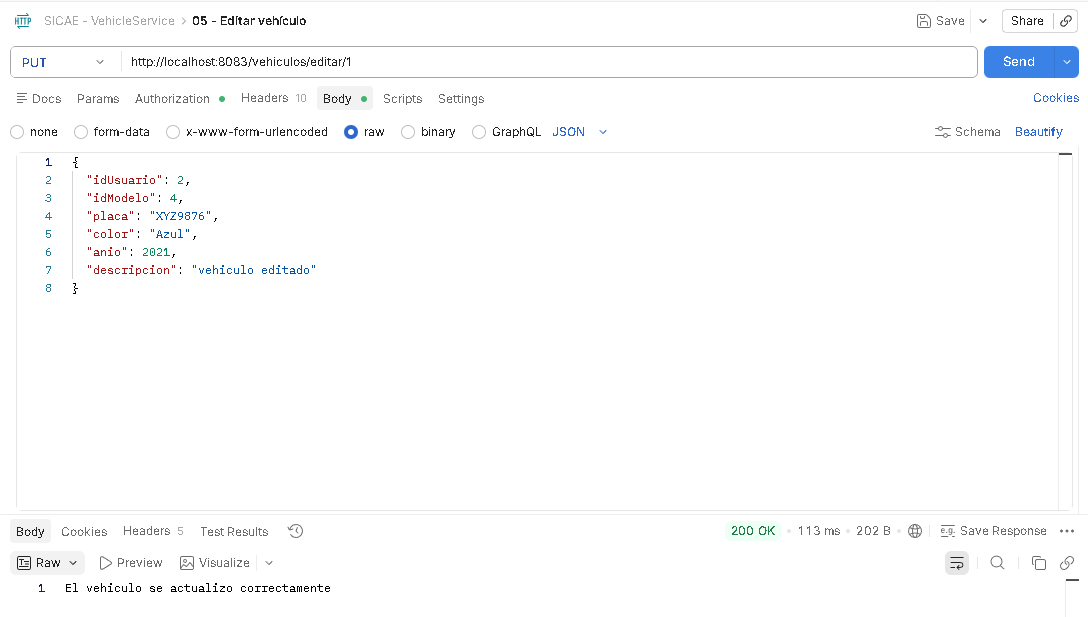 HTTP SICAE - VehicleService > 05 - Editar vehículo Save Share
PUT http://localhost:8083/vehiculos/editar/1 Send
Docs Params Authorization Headers 10 Body Scripts Settings Cookies
none form-data x-www-form-urlencoded raw binary GraphQL JSON Schema Beautify
1 {
2 "idUsuario": 2,
3 "idModelo": 4,
4 "placa": "XYZ9876",
5 "color": "Azul",
6 "anio": 2021,
7 "descripcion": "vehiculo editado"
8 }
Body Cookies Headers 5 Test Results 200 OK • 113 ms • 202 B e.g. Save Response
Raw Preview Visualize
1 El vehiculo se actualizo correctamente